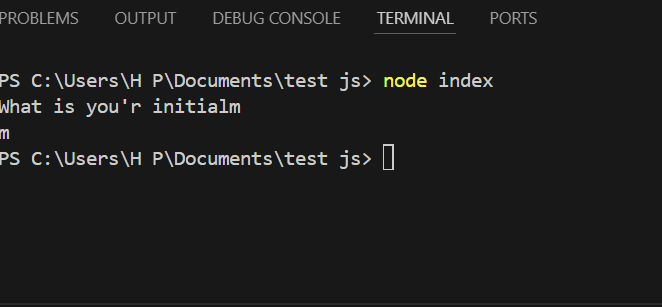 PROBLEMS OUTPUT DEBUG CONSOLE TERMINAL PORTS
PS C:\Users\H P\Documents\test js> node index
What is you'r initialm
m
PS C:\Users\H P\Documents\test js>